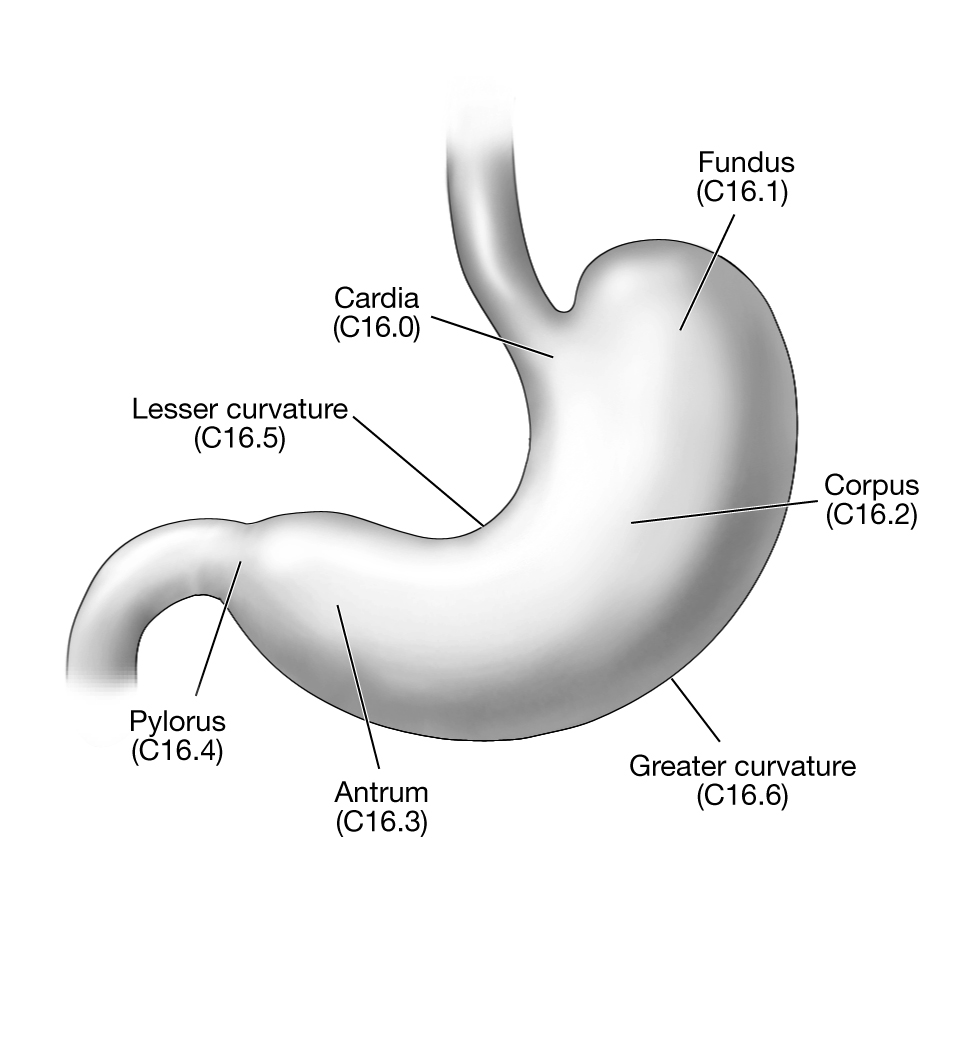 Fundus
(C16.1)
Cardia
(C16.0)
Lesser curvature
(C16.5)
Corpus
(C16.2)
Pylorus
(C16.4)
Greater curvature
(C16.6)
Antrum
(C16.3)